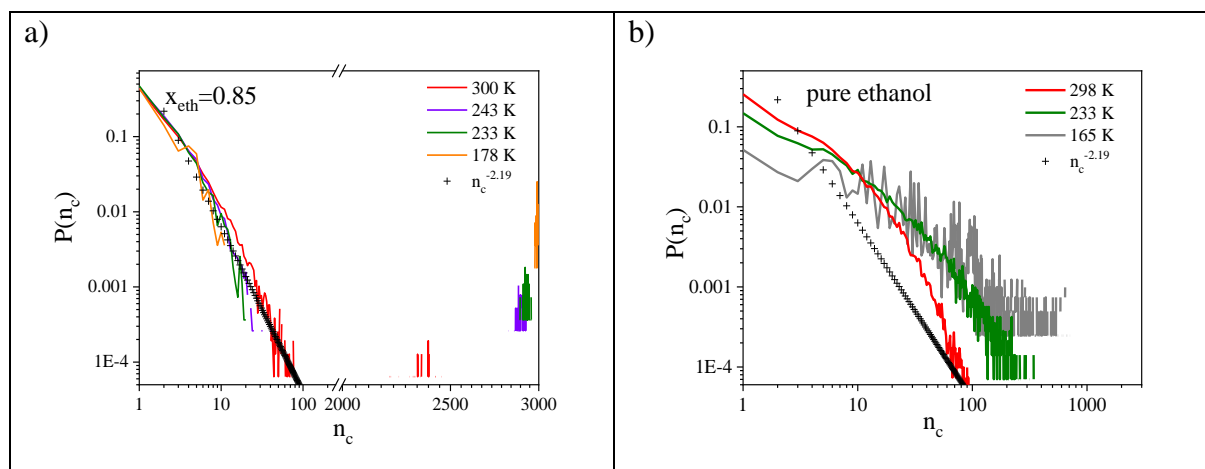 a)
x_eth=0.85
300 K
243 K
233 K
178 K
n_c^-2.19
P(n_c)
0.1
0.01
0.001
1E-4
1 10 100 2000 2500 3000
n_c
b)
pure ethanol
298 K
233 K
165 K
n_c^-2.19
P(n_c)
0.1
0.01
0.001
1E-4
1 10 100 1000
n_c